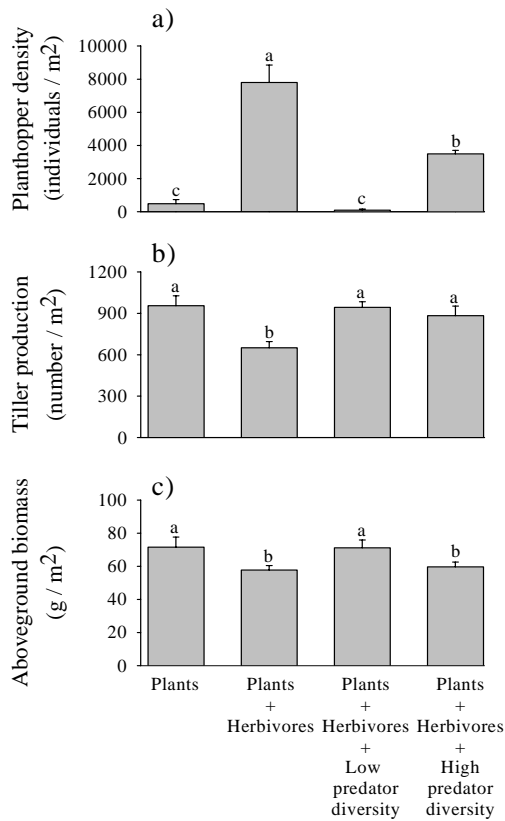 a)
Planthopper density
(individuals / m2)
10000
8000
6000
4000
2000
0
c
a
c
b
b)
Tiller production
(number / m2)
1200
900
600
300
0
a
b
a
a
c)
Aboveground biomass
(g / m2)
100
80
60
40
20
0
a
b
a
b
Plants
Plants
+
Herbivores
Plants
+
Herbivores
+
Low
predator
diversity
Plants
+
Herbivores
+
High
predator
diversity